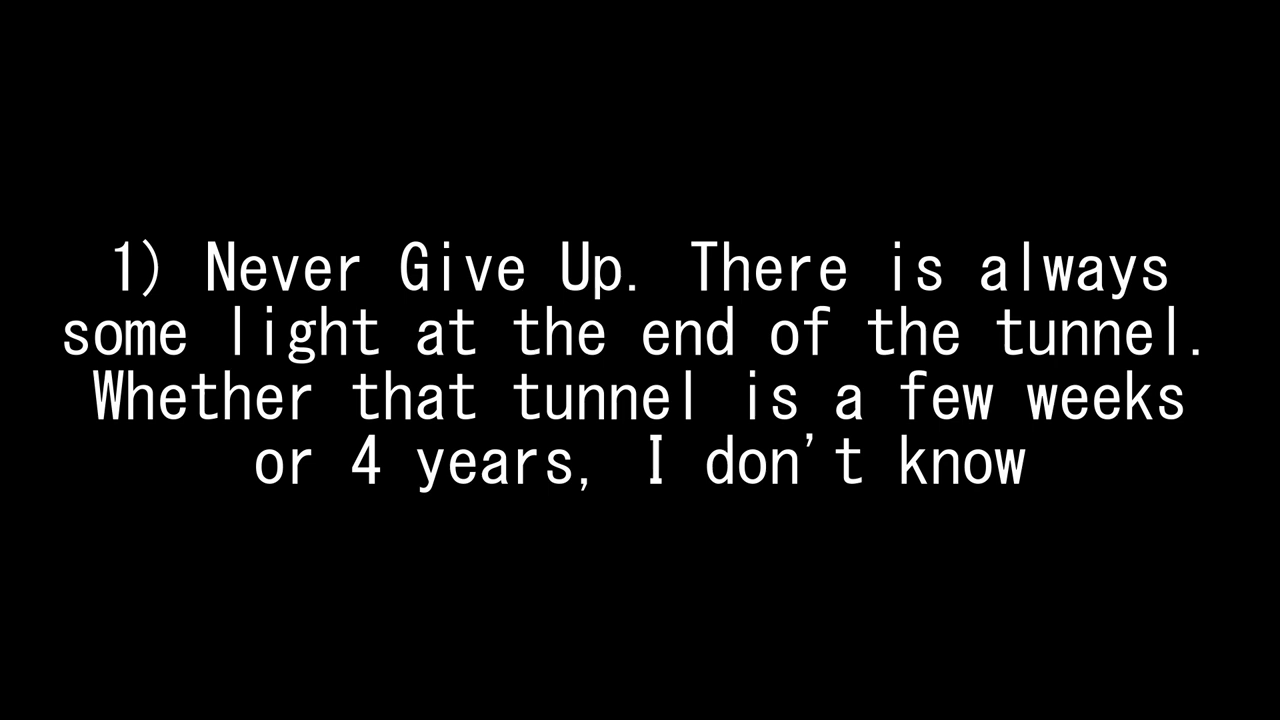 1) Never Give Up. There is always
some light at the end of the tunnel.
Whether that tunnel is a few weeks
or 4 years, I don't know